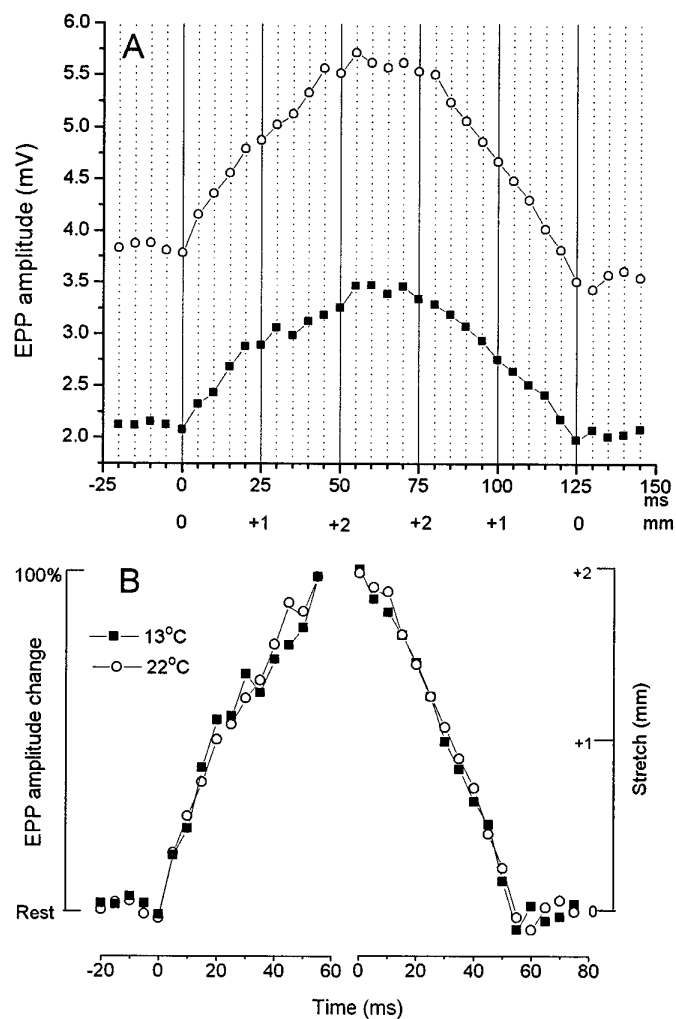 A
EPP amplitude (mV)
6.0
5.5
5.0
4.5
4.0
3.5
3.0
2.5
2.0
-25 0 25 50 75 100 125 150
ms
0 +1 +2 +2 +1 0 mm
B
100%
EPP amplitude change
Rest
13°C
22°C
+2
+1
0
Stretch (mm)
-20 0 20 40 60 0 20 40 60 80
Time (ms)